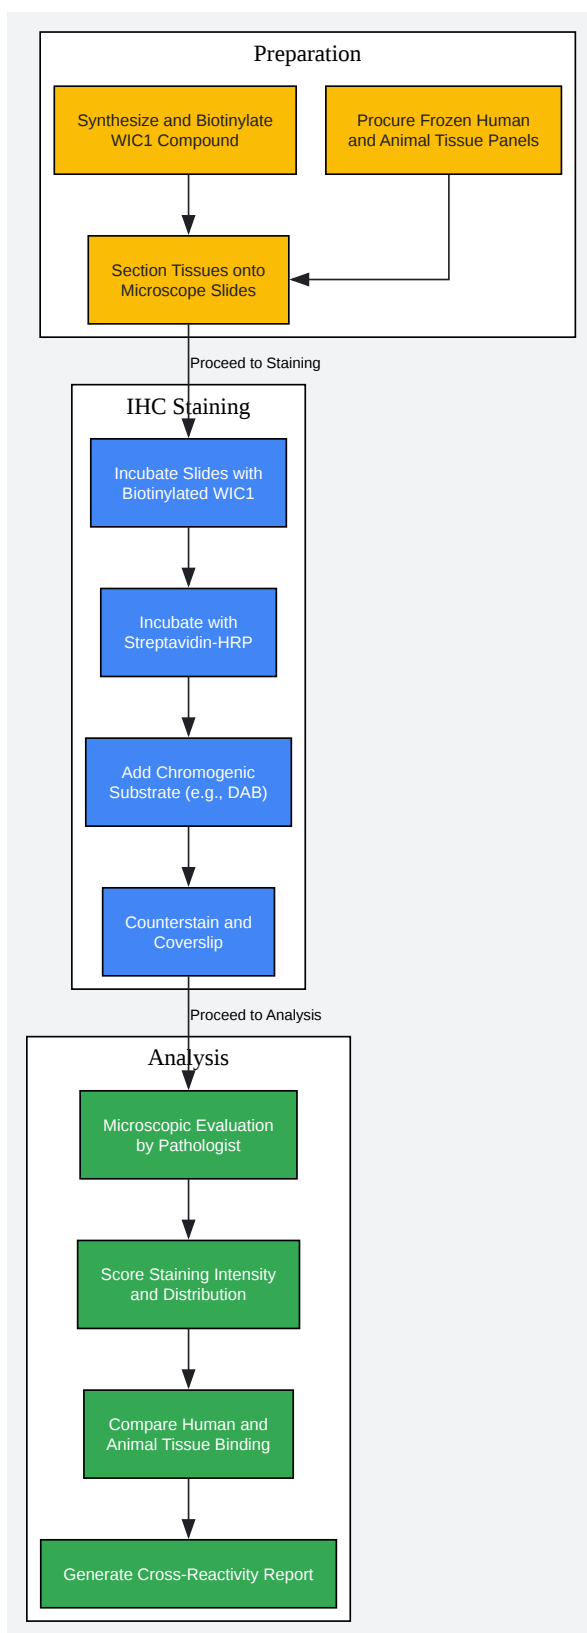 Preparation
Synthesize and Biotinylate
WIC1 Compound
Procure Frozen Human
and Animal Tissue Panels
Section Tissues onto
Microscope Slides
Proceed to Staining
IHC Staining
Incubate Slides with
Biotinylated WIC1
Incubate with
Streptavidin-HRP
Add Chromogenic
Substrate (e.g., DAB)
Counterstain and
Coverslip
Proceed to Analysis
Analysis
Microscopic Evaluation
by Pathologist
Score Staining Intensity
and Distribution
Compare Human and
Animal Tissue Binding
Generate Cross-Reactivity Report